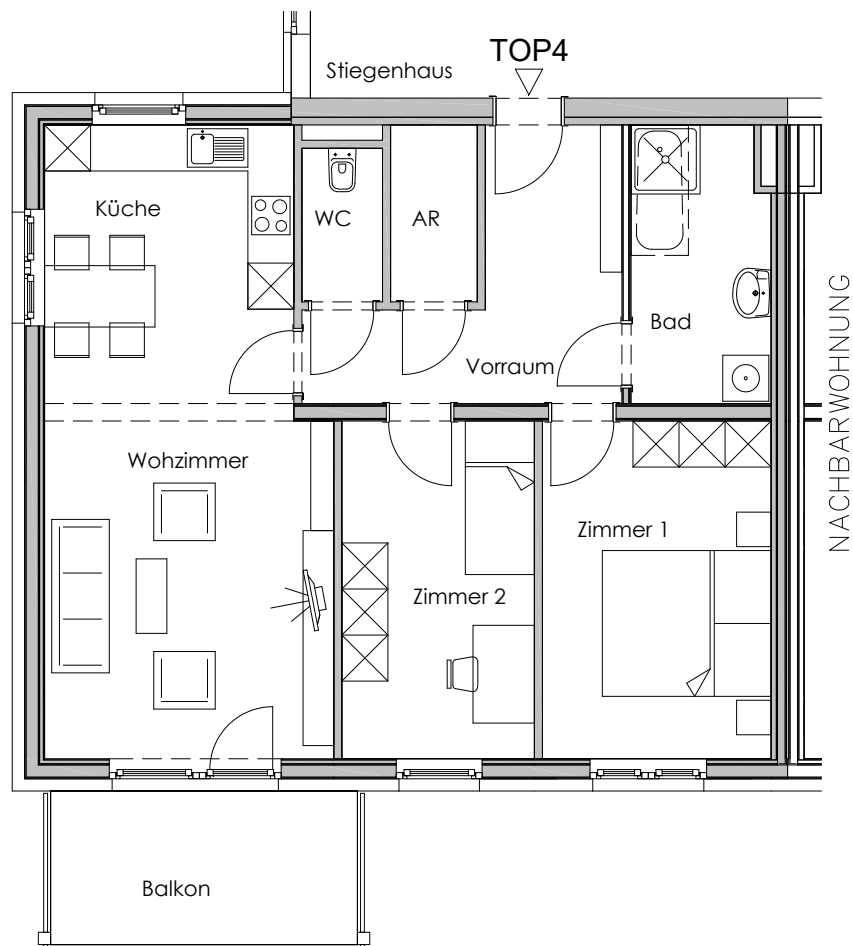 TOP4
Stiegenhaus
Küche
WC
AR
Bad
Vorraum
NACHBARWOHNUNG
Wohzimmer
Zimmer 1
Zimmer 2
Balkon